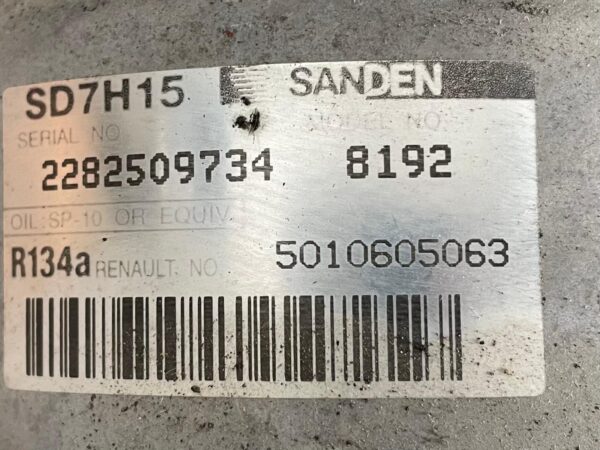 SD7H15 SANDEN
SERIAL NO MODEL NO
2282509734 8192
OIL:SP-10 OR EQUIV.
R134a RENAULT. NO. 5010605063